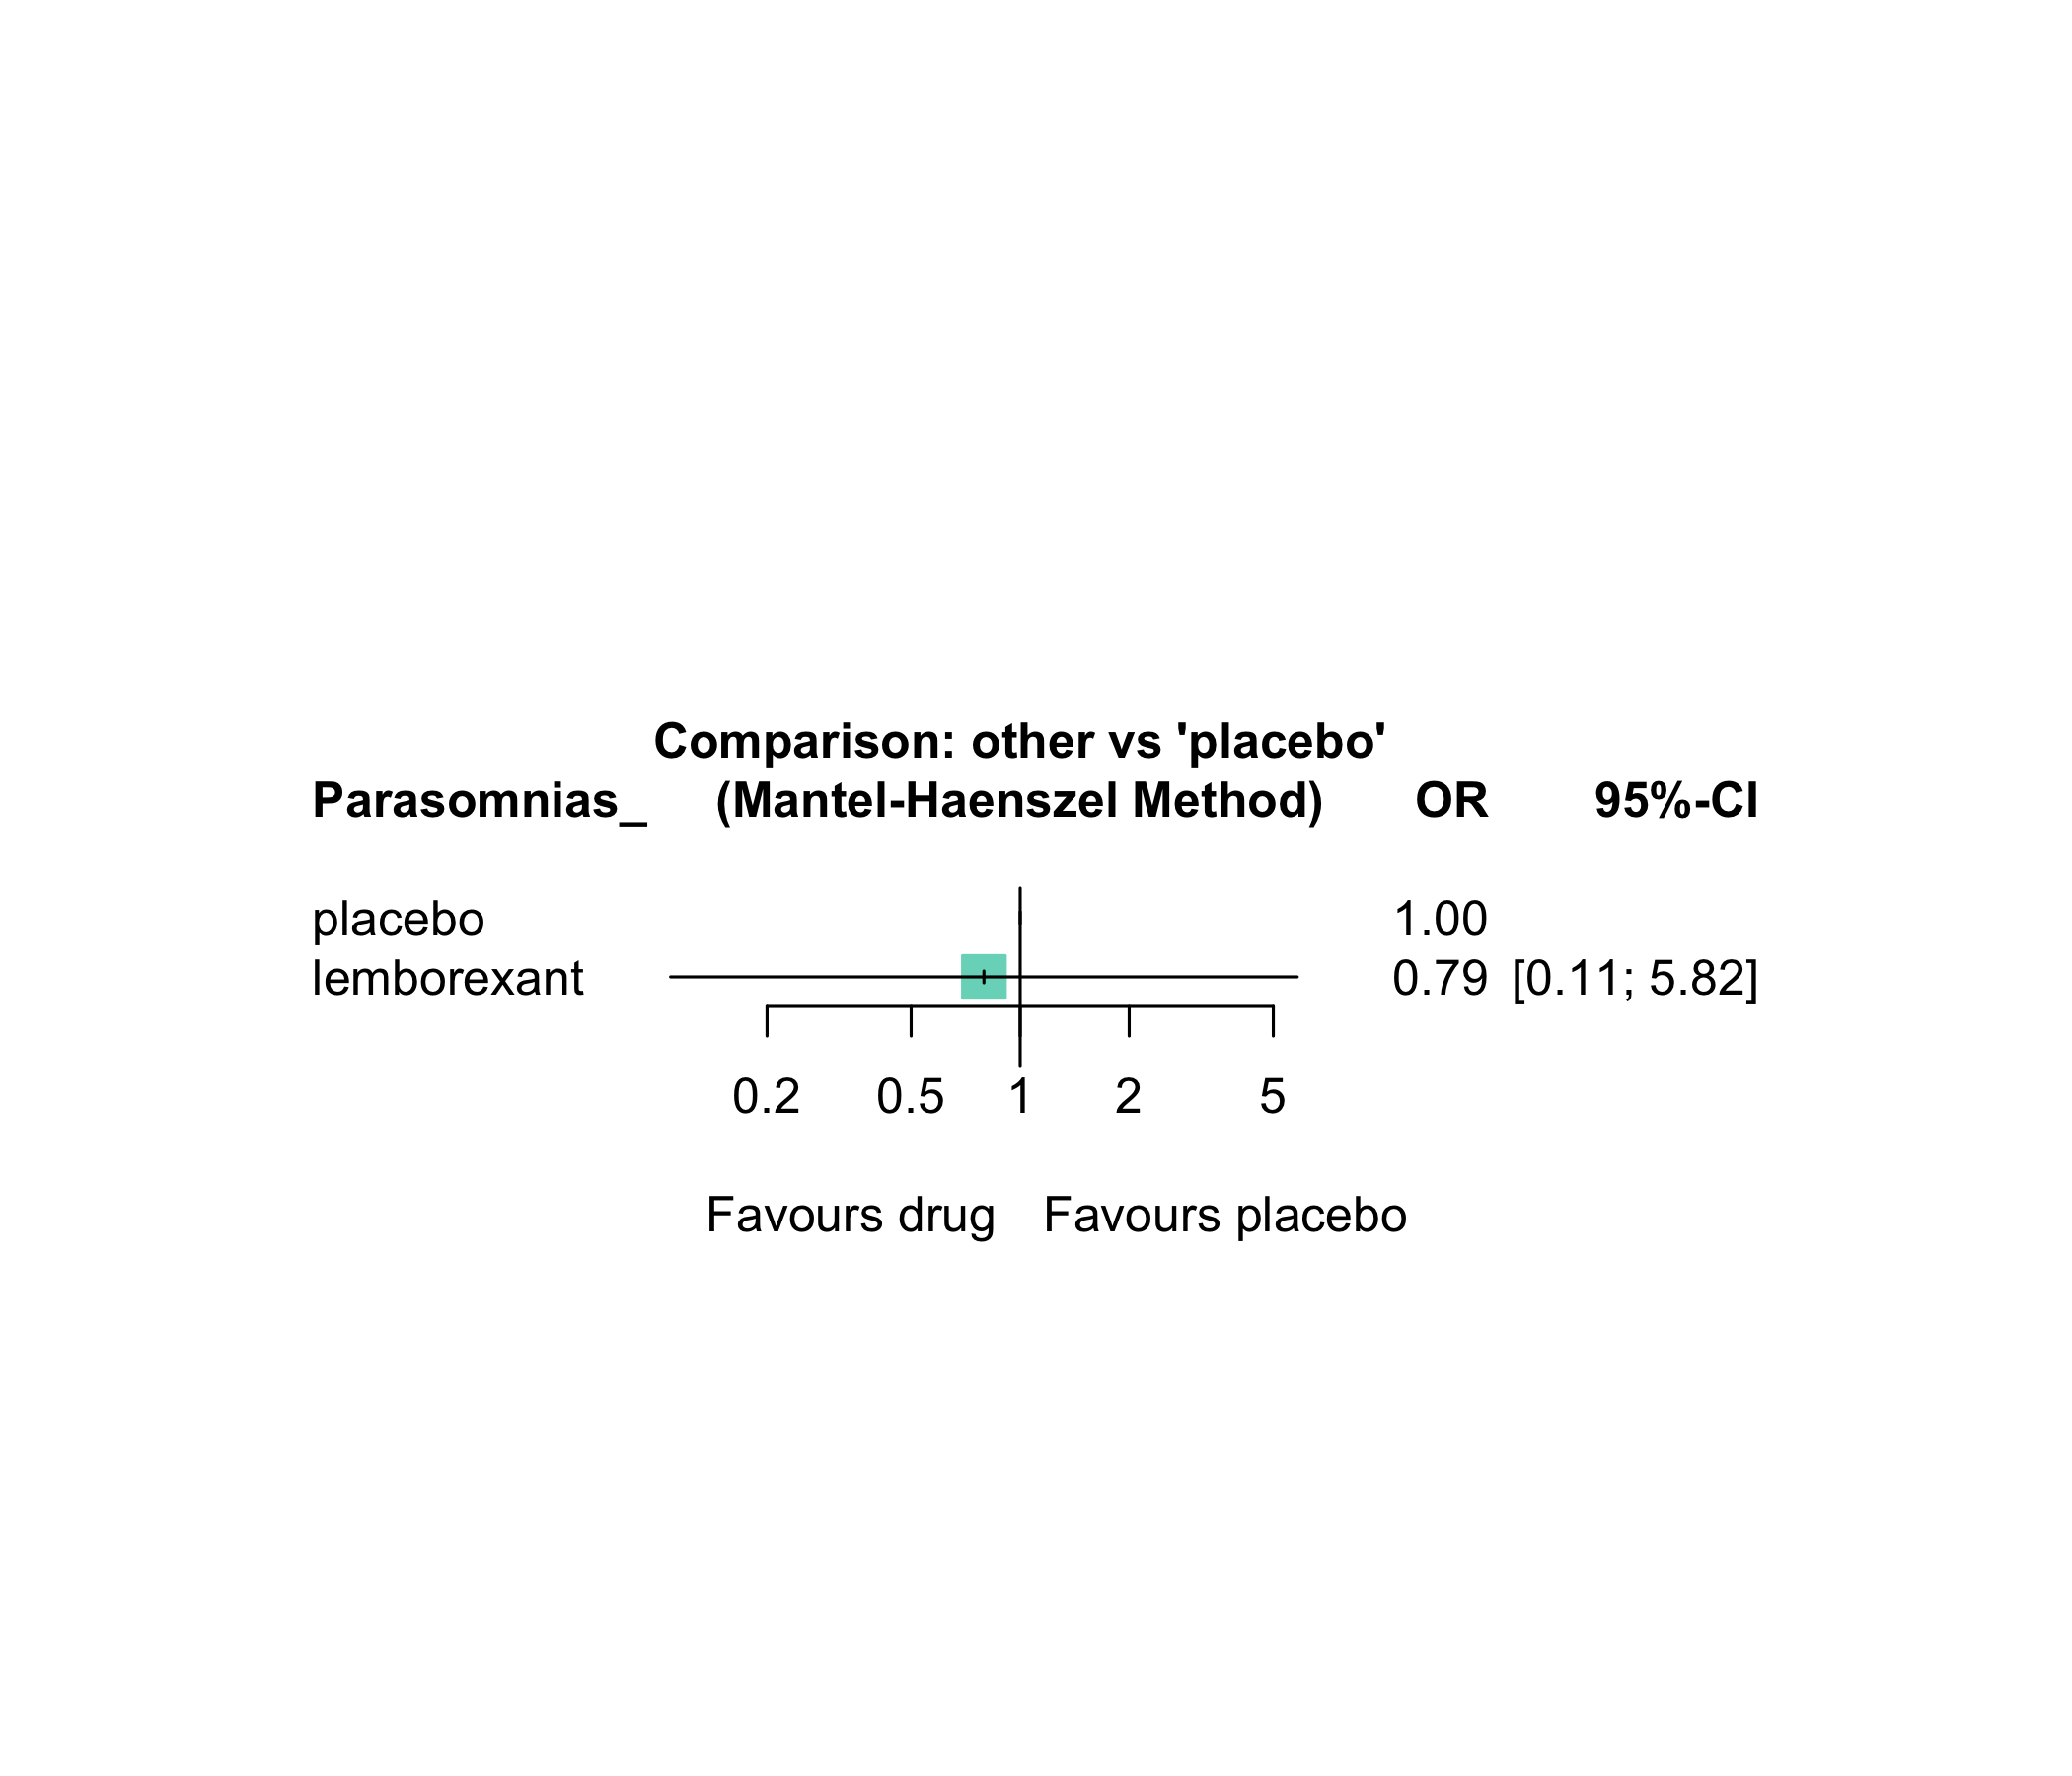 Comparison: other vs 'placebo'
Parasomnias_ (Mantel-Haenszel Method) OR 95%-CI
placebo 1.00
lemborexant 0.79 [0.11; 5.82]
0.2 0.5 1 2 5
Favours drug Favours placebo